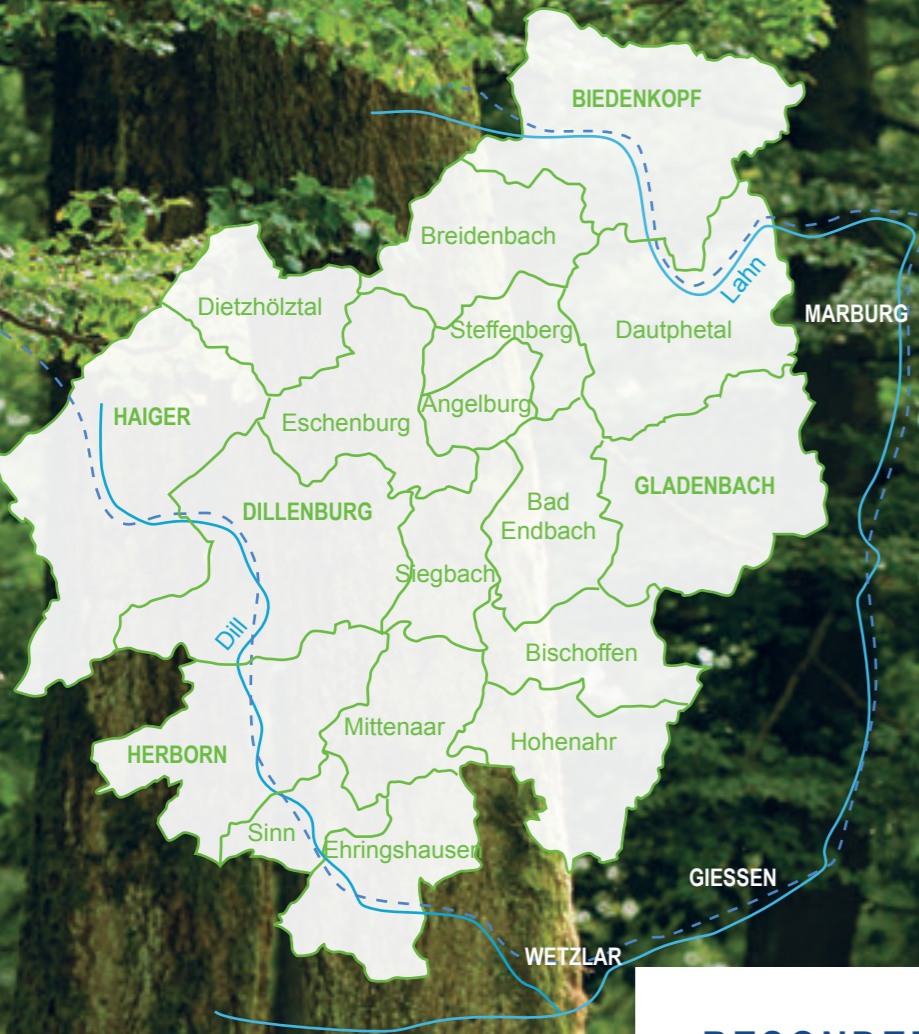 BIEDENKOPF
Breidenbach
Lahn
Dietzhölztal
MARBURG
Steffenberg
Dautphetal
HAIGER
Angelburg
Eschenburg
GLADENBACH
DILLENBURG
Bad
Endbach
Siegbach
Dill
Bischoffen
Mittenaar
Hohenahr
HERBORN
Sinn
Ehringshausen
GIESSEN
WETZLAR